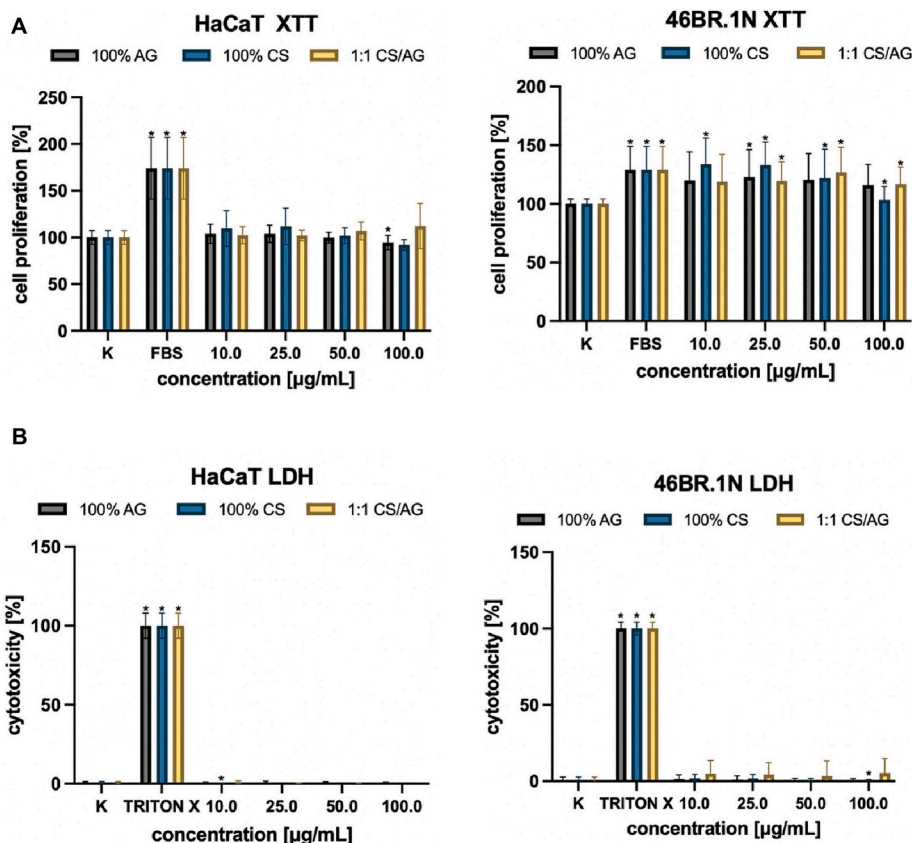 A
HaCaT XTT
100% AG 100% CS 1:1 CS/AG
250
200
150
100
50
0
cell proliferation [%]
* * *
*
K FBS 10.0 25.0 50.0 100.0
concentration [µg/mL]
46BR.1N XTT
100% AG 100% CS 1:1 CS/AG
200
150
100
50
0
cell proliferation [%]
* * * * * * * * * * *
K FBS 10.0 25.0 50.0 100.0
concentration [µg/mL]
B
HaCaT LDH
100% AG 100% CS 1:1 CS/AG
150
100
50
0
cytotoxicity [%]
* * *
*
K TRITON X 10.0 25.0 50.0 100.0
concentration [µg/mL]
46BR.1N LDH
100% AG 100% CS 1:1 CS/AG
150
100
50
0
cytotoxicity [%]
* * *
*
K TRITON X 10.0 25.0 50.0 100.0
concentration [µg/mL]